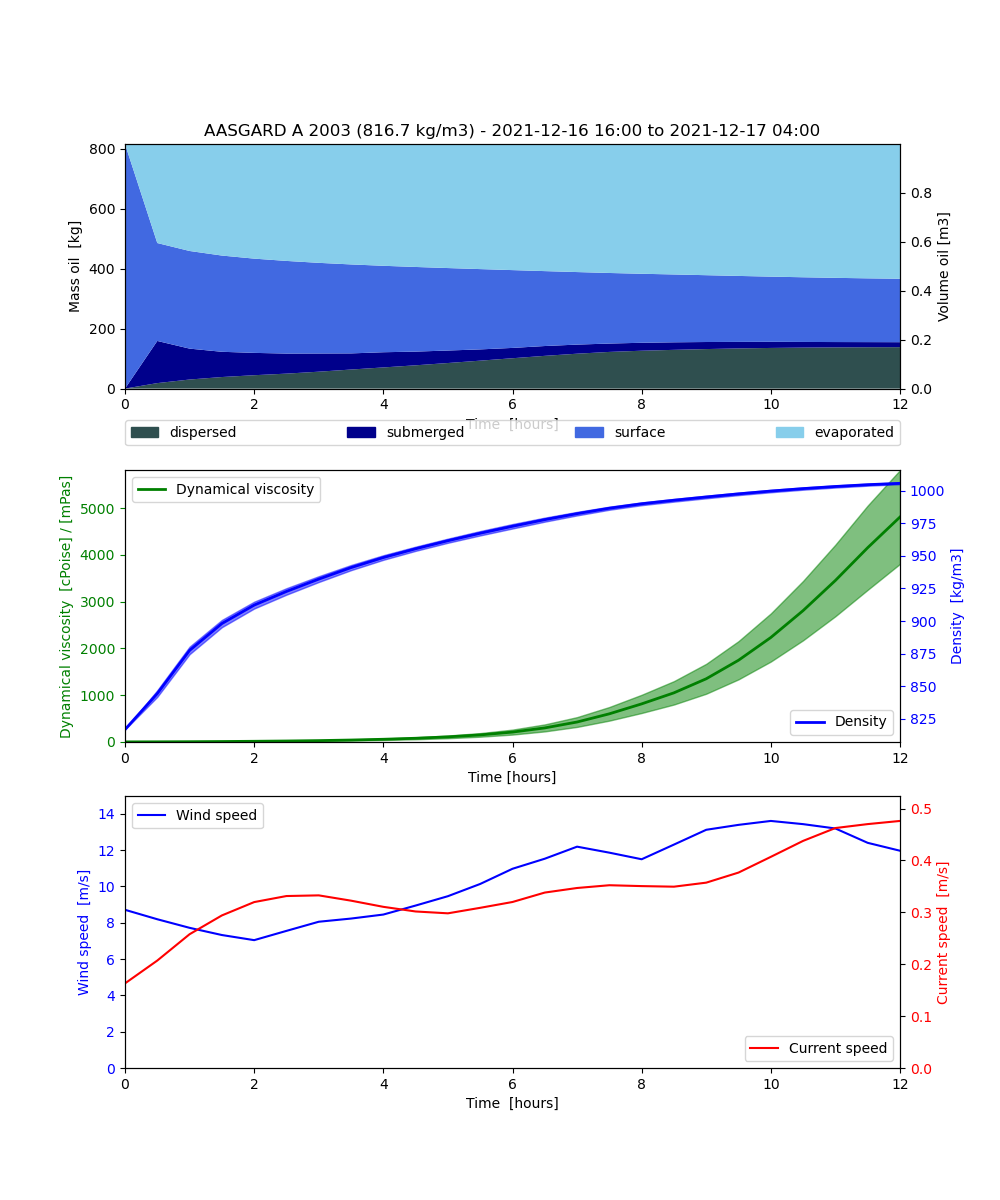 AASGARD A 2003 (816.7 kg/m3) - 2021-12-16 16:00 to 2021-12-17 04:00
Mass oil  [kg]
800
600
400
200
0
Volume oil [m3]
0.8
0.6
0.4
0.2
0.0
0 2 4 6 8 10 12
Time  [hours]
dispersed submerged surface evaporated
Dynamical viscosity  [cPoise] / [mPas]
5000
4000
3000
2000
1000
0
Dynamical viscosity
Density  [kg/m3]
1000
975
950
925
900
875
850
825
Density
0 2 4 6 8 10 12
Time [hours]
Wind speed  [m/s]
14
12
10
8
6
4
2
0
Wind speed
Current speed  [m/s]
0.5
0.4
0.3
0.2
0.1
0.0
Current speed
0 2 4 6 8 10 12
Time  [hours]